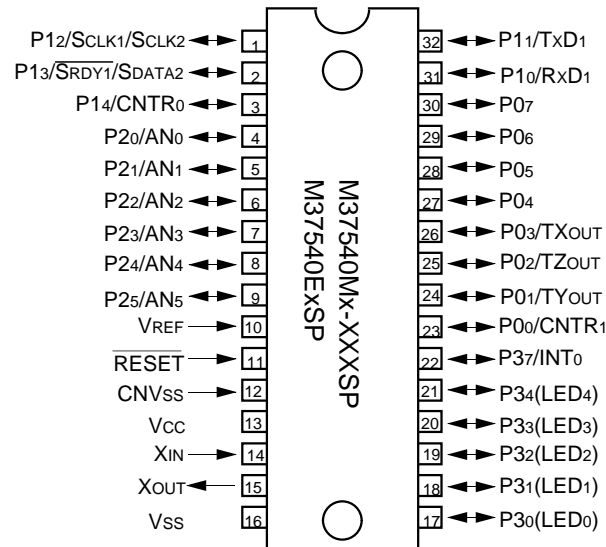 P12/SCLK1/SCLK2 1
P13/SRDY1/SDATA2 2
P14/CNTR0 3
P20/AN0 4
P21/AN1 5
P22/AN2 6
P23/AN3 7
P24/AN4 8
P25/AN5 9
VREF 10
RESET 11
CNVSS 12
VCC 13
XIN 14
XOUT 15
VSS 16
M37540Mx-XXXSP
M37540ExSP
32 P11/TXD1
31 P10/RXD1
30 P07
29 P06
28 P05
27 P04
26 P03/TXOUT
25 P02/TZOUT
24 P01/TYOUT
23 P00/CNTR1
22 P37/INT0
21 P34(LED4)
20 P33(LED3)
19 P32(LED2)
18 P31(LED1)
17 P30(LED0)